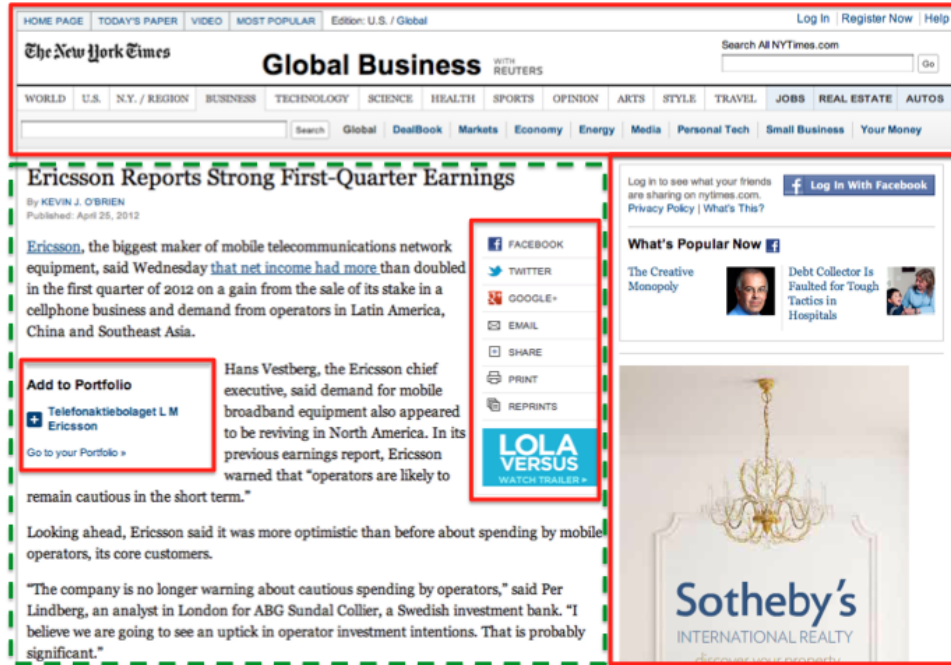 HOME PAGE TODAY'S PAPER VIDEO MOST POPULAR Edition: U.S. / Global
Log In Register Now Help
The New York Times
Global Business WITH REUTERS
Search All NYTimes.com
Go
WORLD U.S. N.Y. / REGION BUSINESS TECHNOLOGY SCIENCE HEALTH SPORTS OPINION ARTS STYLE TRAVEL JOBS REAL ESTATE AUTOS
Search Global DealBook Markets Economy Energy Media Personal Tech Small Business Your Money
Ericsson Reports Strong First-Quarter Earnings
By KEVIN J. O'BRIEN
Published: April 25, 2012
Ericsson, the biggest maker of mobile telecommunications network
equipment, said Wednesday that net income had more than doubled
in the first quarter of 2012 on a gain from the sale of its stake in a
cellphone business and demand from operators in Latin America,
China and Southeast Asia.
FACEBOOK
TWITTER
GOOGLE+
EMAIL
SHARE
PRINT
REPRINTS
LOLA
VERSUS
WATCH TRAILER »
Add to Portfolio
Telefonaktiebolaget L M
Ericsson
Go to your Portfolio »
Hans Vestberg, the Ericsson chief
executive, said demand for mobile
broadband equipment also appeared
to be reviving in North America. In its
previous earnings report, Ericsson
warned that “operators are likely to
remain cautious in the short term.”
Looking ahead, Ericsson said it was more optimistic than before about spending by mobile
operators, its core customers.
“The company is no longer warning about cautious spending by operators,” said Per
Lindberg, an analyst in London for ABG Sundal Collier, a Swedish investment bank. “I
believe we are going to see an uptick in operator investment intentions. That is probably
significant.”
Log in to see what your friends
are sharing on nytimes.com.
Privacy Policy | What's This?
f Log In With Facebook
What's Popular Now f
The Creative
Monopoly
Debt Collector Is
Faulted for Tough
Tactics in
Hospitals
Sotheby's
INTERNATIONAL REALTY
discover your property